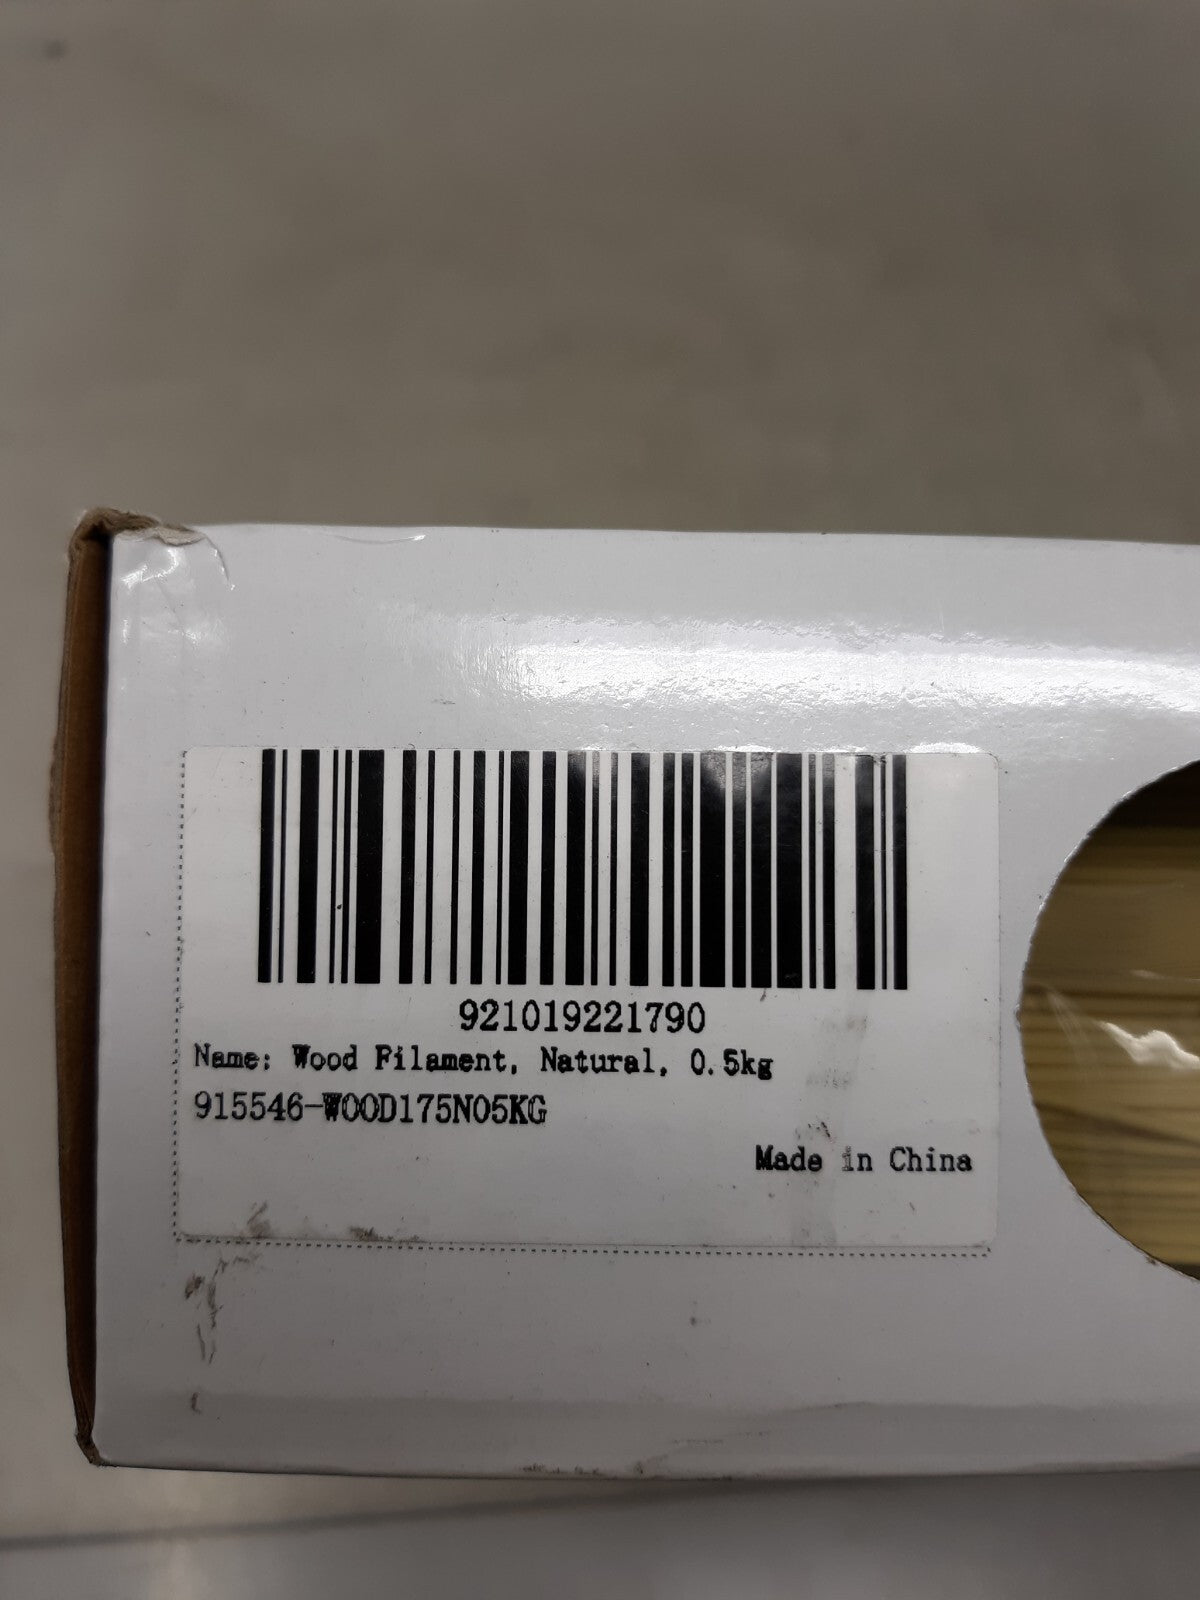 921019221790
Name: Wood Filament, Natural, 0.5kg
915546-WOOD175N05KG
Made in China